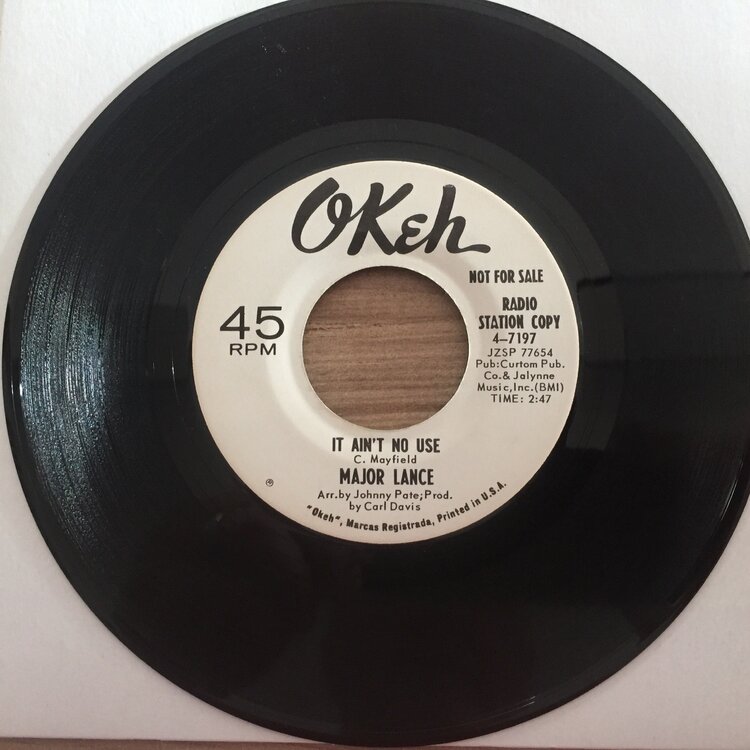 OKeh
NOT FOR SALE
45
RPM
RADIO
STATION COPY
4-7197
JZSP 77654
Pub:Curtom Pub.
Co.& Jalynne
Music,Inc.(BMI)
TIME: 2:47
IT AIN'T NO USE
C. Mayfield
MAJOR LANCE
Arr.by Johnny Pate;Prod.
by Carl Davis
"Okeh", Marcas Registrada, Printed in U.S.A.